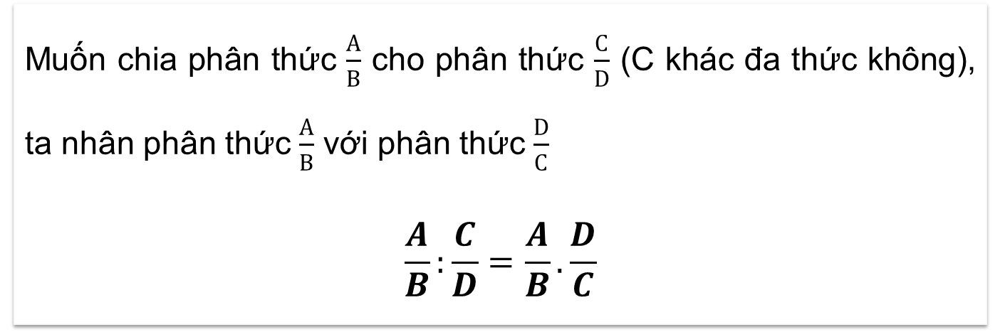 Muốn chia phân thức A/B cho phân thức C/D (C khác đa thức không),
ta nhân phân thức A/B với phân thức D/C
A/B : C/D = A/B . D/C